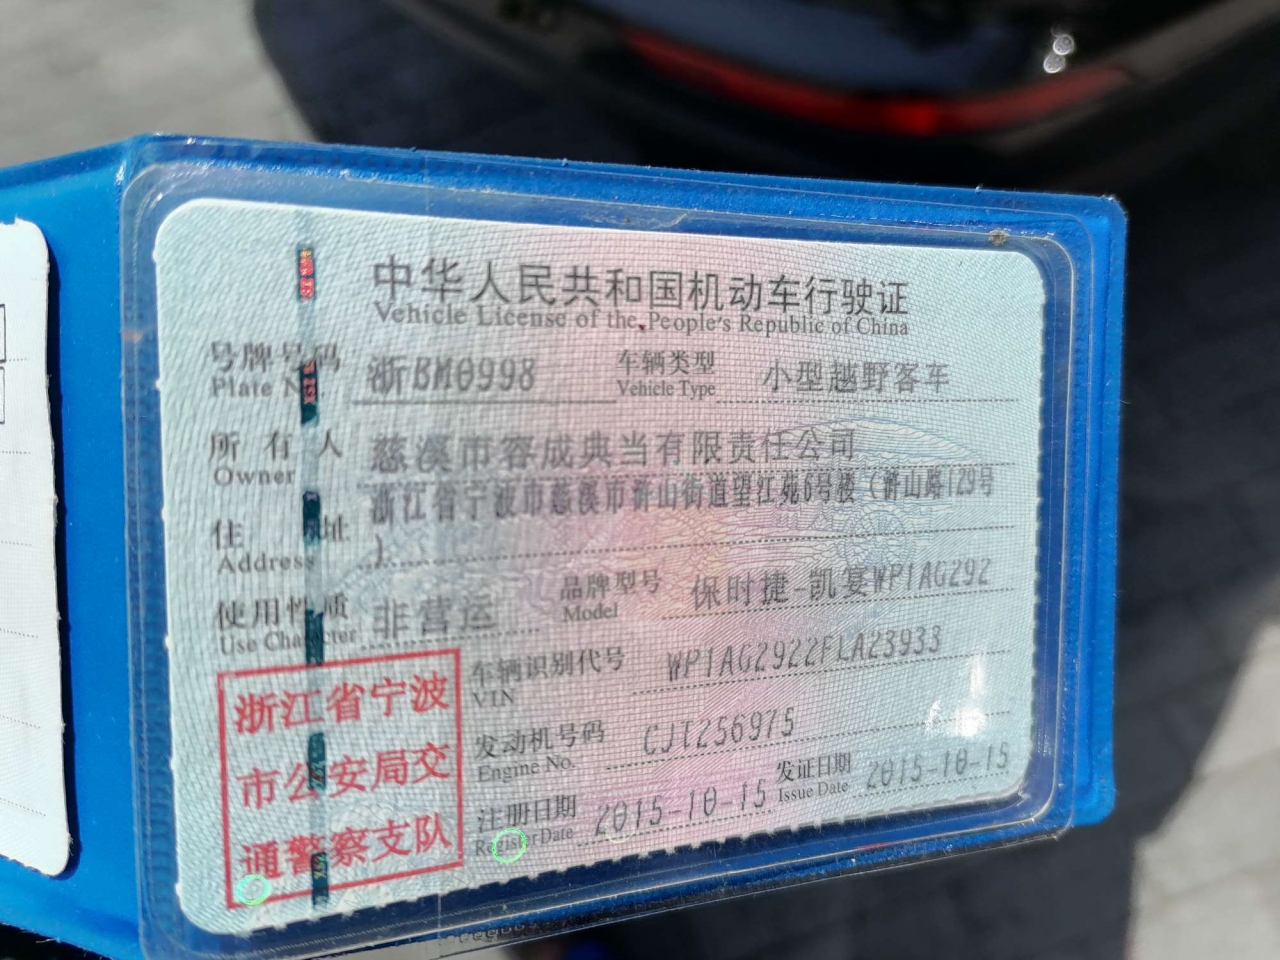 中华人民共和国机动车行驶证
Vehicle License of the People's Republic of China
号牌号码 浙BM0998 车辆类型 小型越野客车
Plate No. Vehicle Type
所有人 慈溪市容成典当有限责任公司
Owner
住址 浙江省宁波市慈溪市浒山街道望江苑6号楼（浒山路129号
Address ）
使用性质 非营运 品牌型号 保时捷-凯宴WP1AG292
Use Character Model
车辆识别代号 WP1AG2922FLA23933
VIN
发动机号码 CJT256975
Engine No.
注册日期 2015-10-15 发证日期 2015-10-15
Register Date Issue Date
浙江省宁波
市公安局交
通警察支队